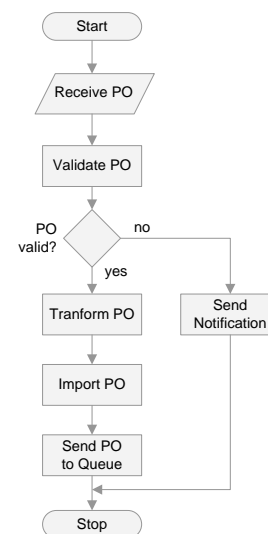 Start
Receive PO
Validate PO
PO
valid?
no
yes
Tranform PO
Send
Notification
Import PO
Send PO
to Queue
Stop